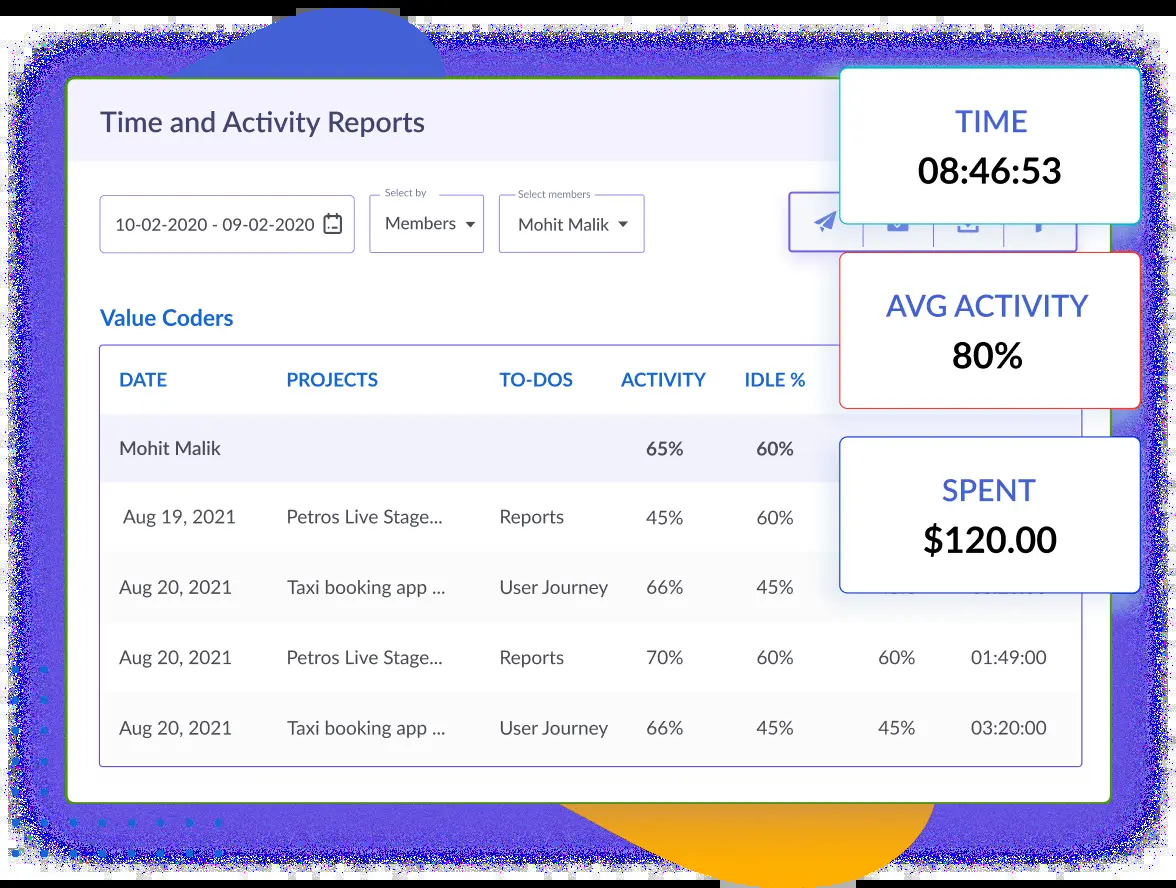 Time and Activity Reports
TIME
08:46:53
Select by
Select members
10-02-2020 - 09-02-2020
Members
Mohit Malik
AVG ACTIVITY
80%
Value Coders
DATE PROJECTS TO-DOS ACTIVITY IDLE %
Mohit Malik 65% 60%
SPENT
$120.00
Aug 19, 2021 Petros Live Stage... Reports 45% 60%
Aug 20, 2021 Taxi booking app ... User Journey 66% 45%
Aug 20, 2021 Petros Live Stage... Reports 70% 60% 60% 01:49:00
Aug 20, 2021 Taxi booking app ... User Journey 66% 45% 45% 03:20:00